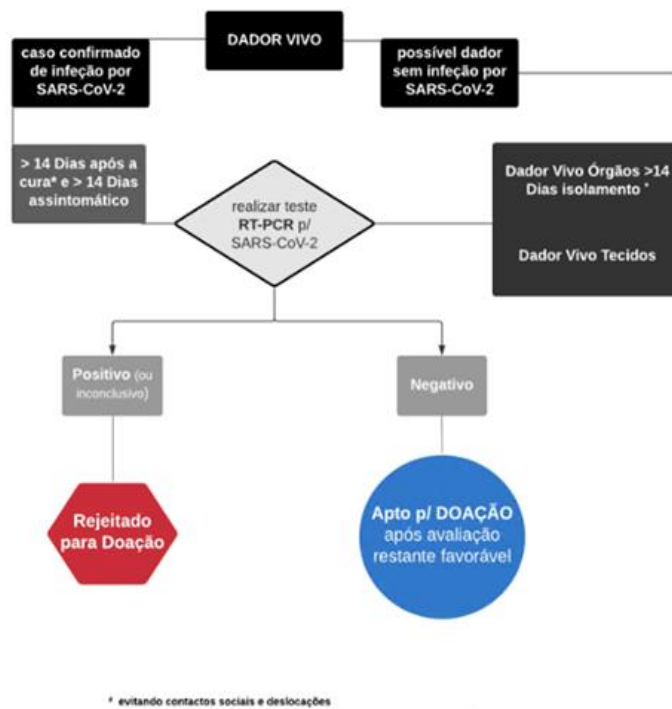 DADOR VIVO
caso confirmado
de infeção por
SARS-CoV-2
possível dador
sem infeção por
SARS-CoV-2
> 14 Dias após a
cura* e > 14 Dias
assintomático
realizar teste
RT-PCR p/
SARS-CoV-2
Dador Vivo Órgãos >14
Dias isolamento *
Dador Vivo Tecidos
Positivo (ou
inconclusivo)
Negativo
Rejeitado
para Doação
Apto p/ DOAÇÃO
após avaliação
restante favorável
* evitando contactos sociais e deslocações